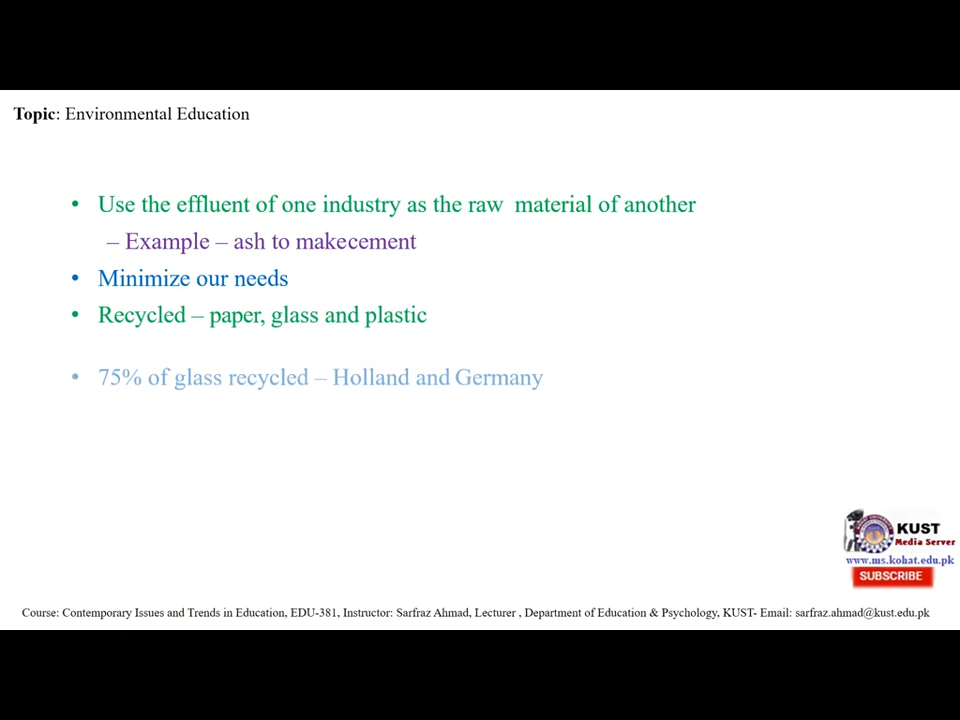 Topic: Environmental Education
• Use the effluent of one industry as the raw material of another
– Example – ash to makecement
• Minimize our needs
• Recycled – paper, glass and plastic
• 75% of glass recycled – Holland and Germany
KUST
Media Server
www.ms.kohat.edu.pk
SUBSCRIBE
Course: Contemporary Issues and Trends in Education, EDU-381, Instructor: Sarfraz Ahmad, Lecturer , Department of Education & Psychology, KUST- Email: sarfraz.ahmad@kust.edu.pk